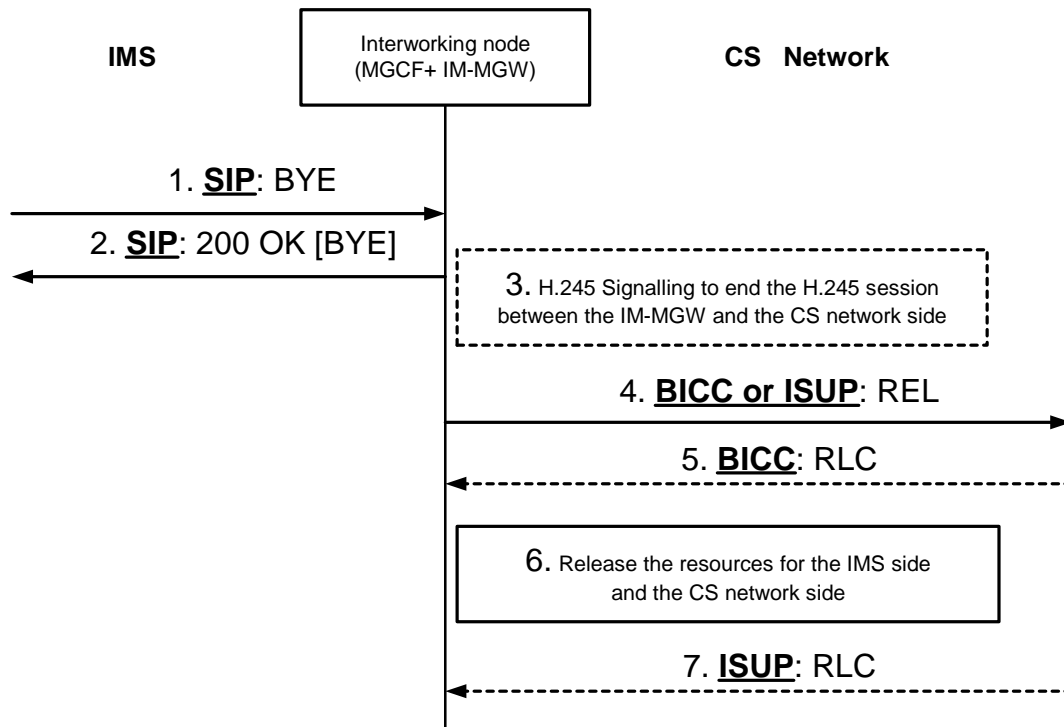 IMS
Interworking node
(MGCF+ IM-MGW)
CS Network
1. SIP: BYE
2. SIP: 200 OK [BYE]
3. H.245 Signalling to end the H.245 session
between the IM-MGW and the CS network side
4. BICC or ISUP: REL
5. BICC: RLC
6. Release the resources for the IMS side
and the CS network side
7. ISUP: RLC